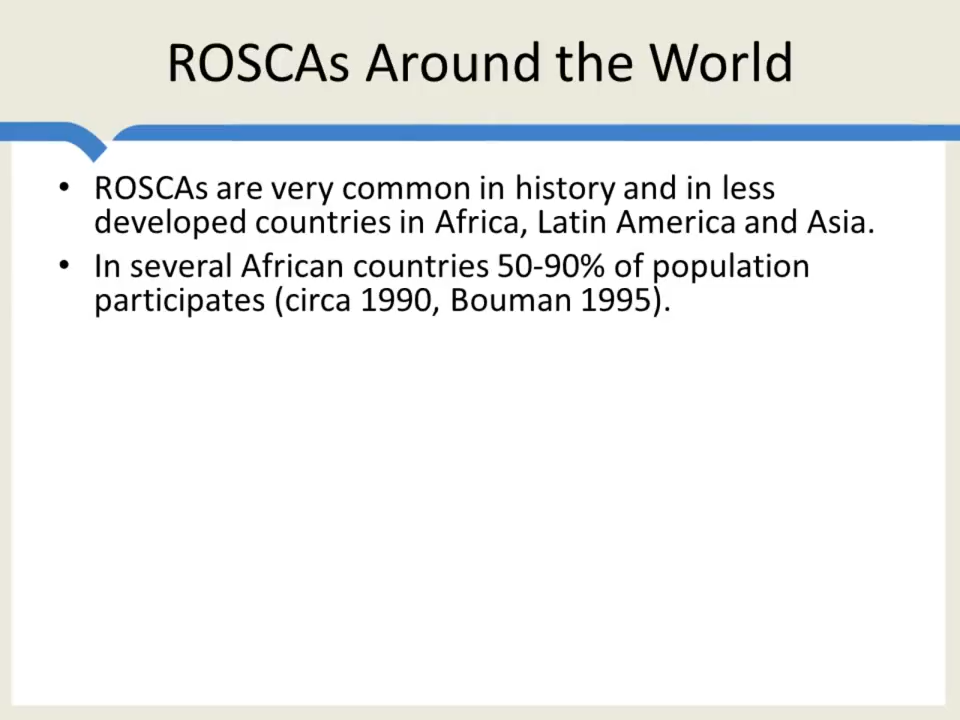 ROSCAs Around the World
• ROSCAs are very common in history and in less
developed countries in Africa, Latin America and Asia.
• In several African countries 50-90% of population
participates (circa 1990, Bouman 1995).